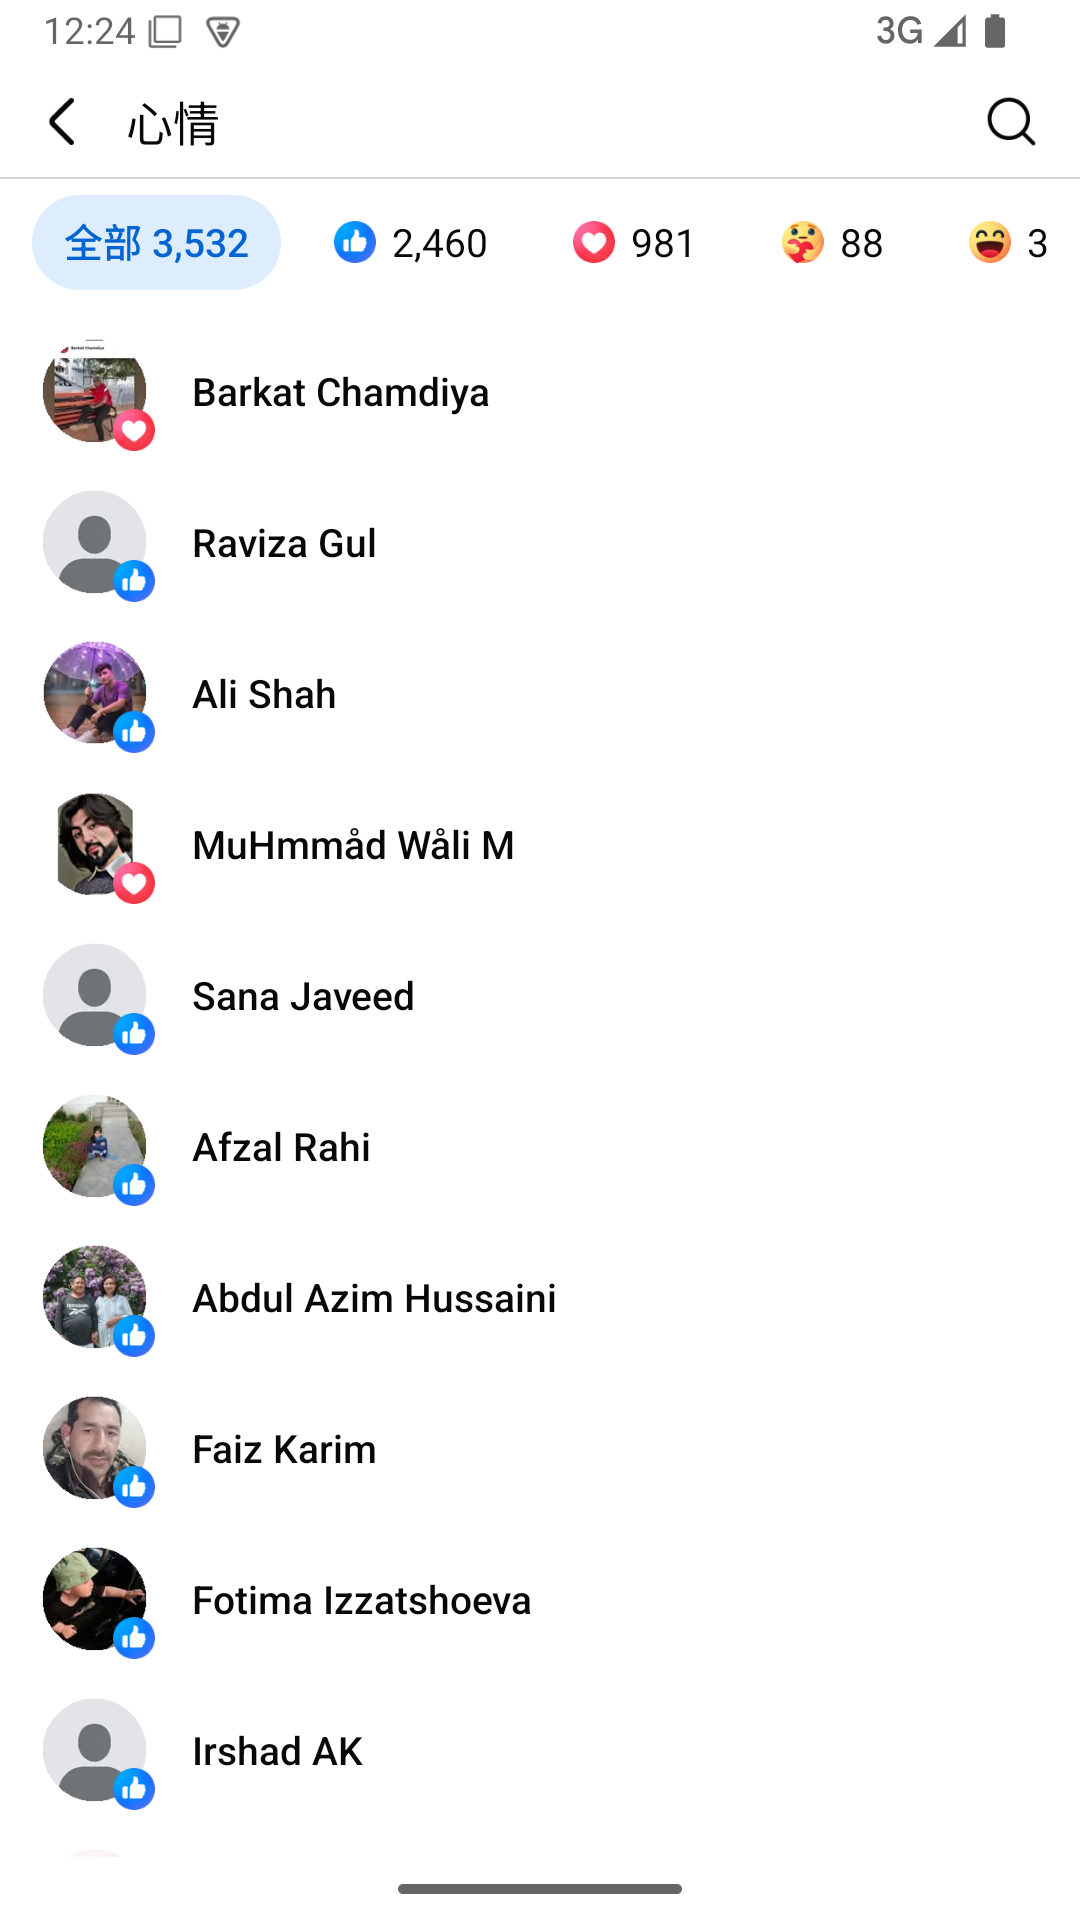 12:24 3G
心情
全部 3,532 2,460 981 88 3
Barkat Chamdiya
Raviza Gul
Ali Shah
MuHmmåd Wåli M
Sana Javeed
Afzal Rahi
Abdul Azim Hussaini
Faiz Karim
Fotima Izzatshoeva
Irshad AK